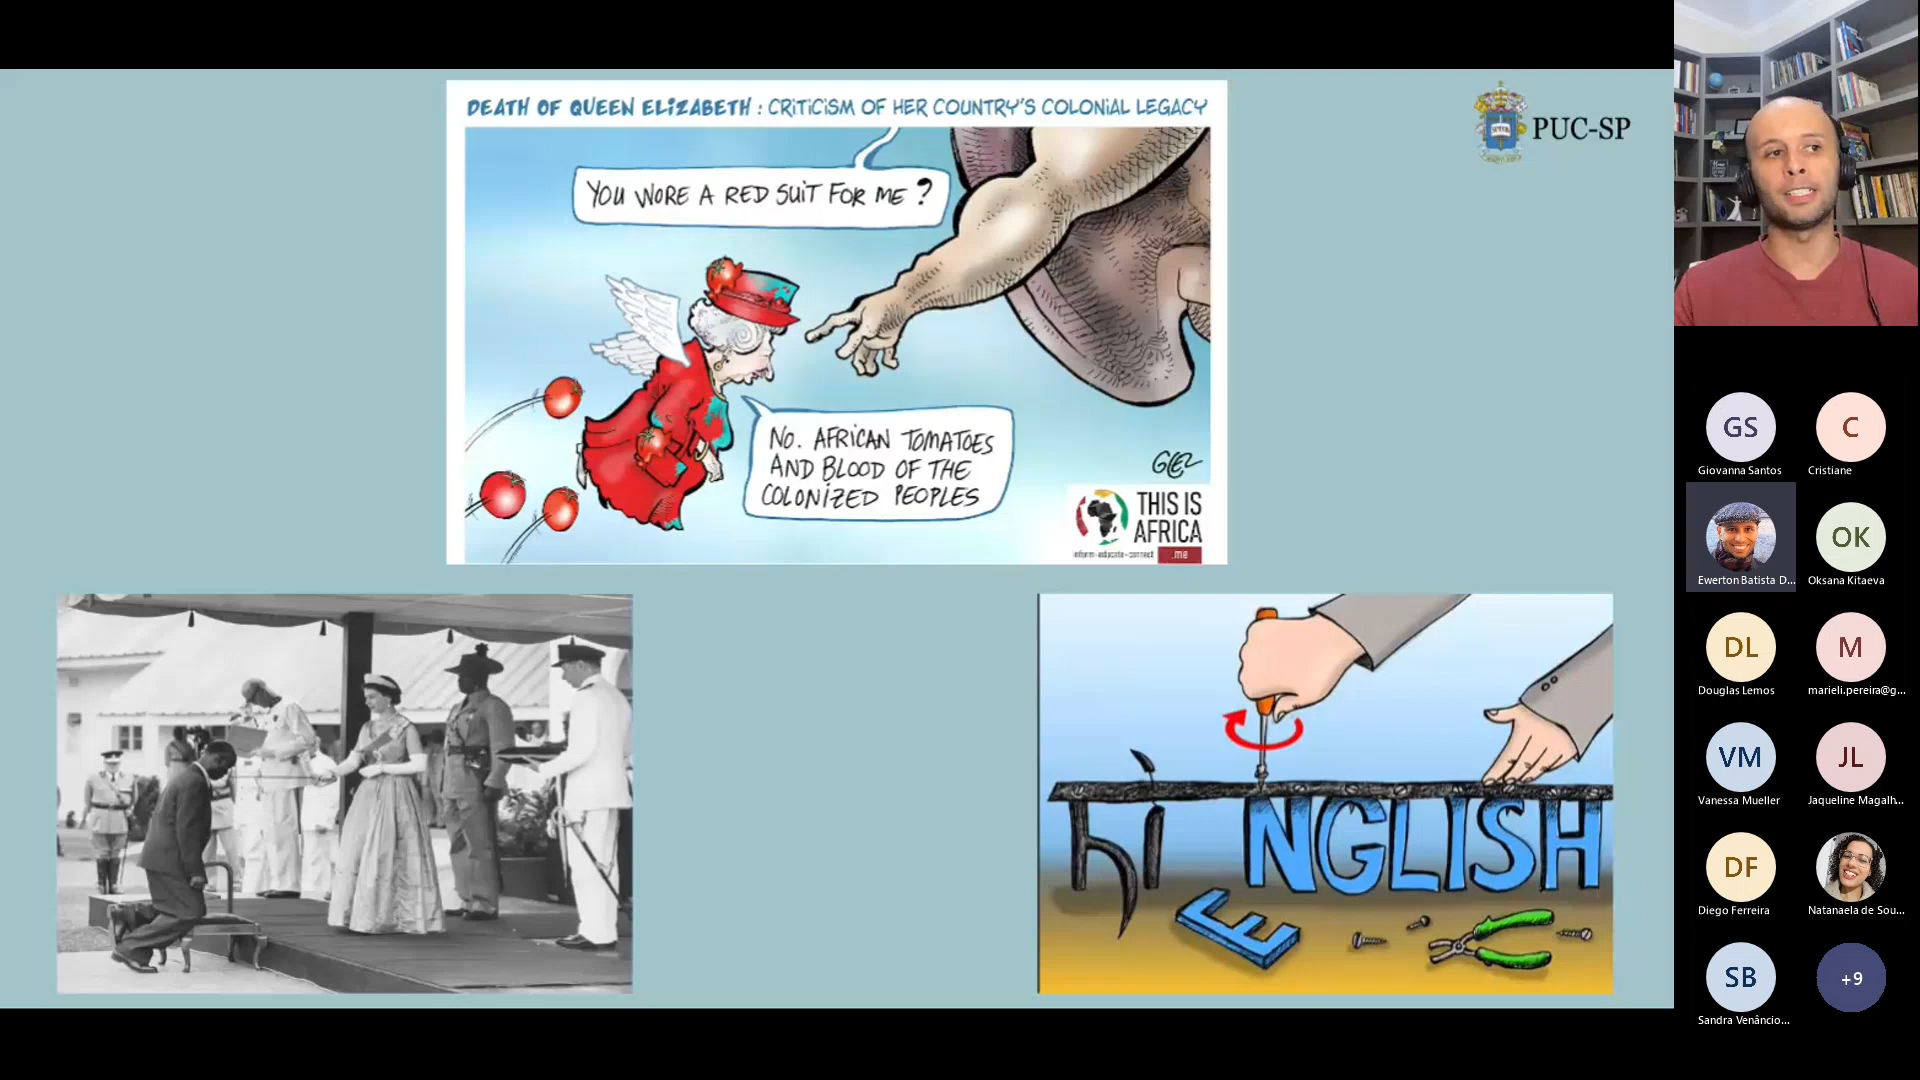 DEATH OF QUEEN ELIZABETH : CRITICISM OF HER COUNTRY'S COLONIAL LEGACY
YOU WORE A RED SUIT FOR ME ?
NO. AFRICAN TOMATOES
AND BLOOD OF THE
COLONIZED PEOPLES
GLEZ
THIS IS
AFRICA
inform - educate - connect .me
PUC-SP
hi NGLISH
E
GS
Giovanna Santos
C
Cristiane
Ewerton Batista D...
OK
Oksana Kitaeva
DL
Douglas Lemos
M
marieli.pereira@g...
VM
Vanessa Mueller
JL
Jaqueline Magalh...
DF
Diego Ferreira
Natanaela de Sou...
SB
Sandra Venâncio...
+9